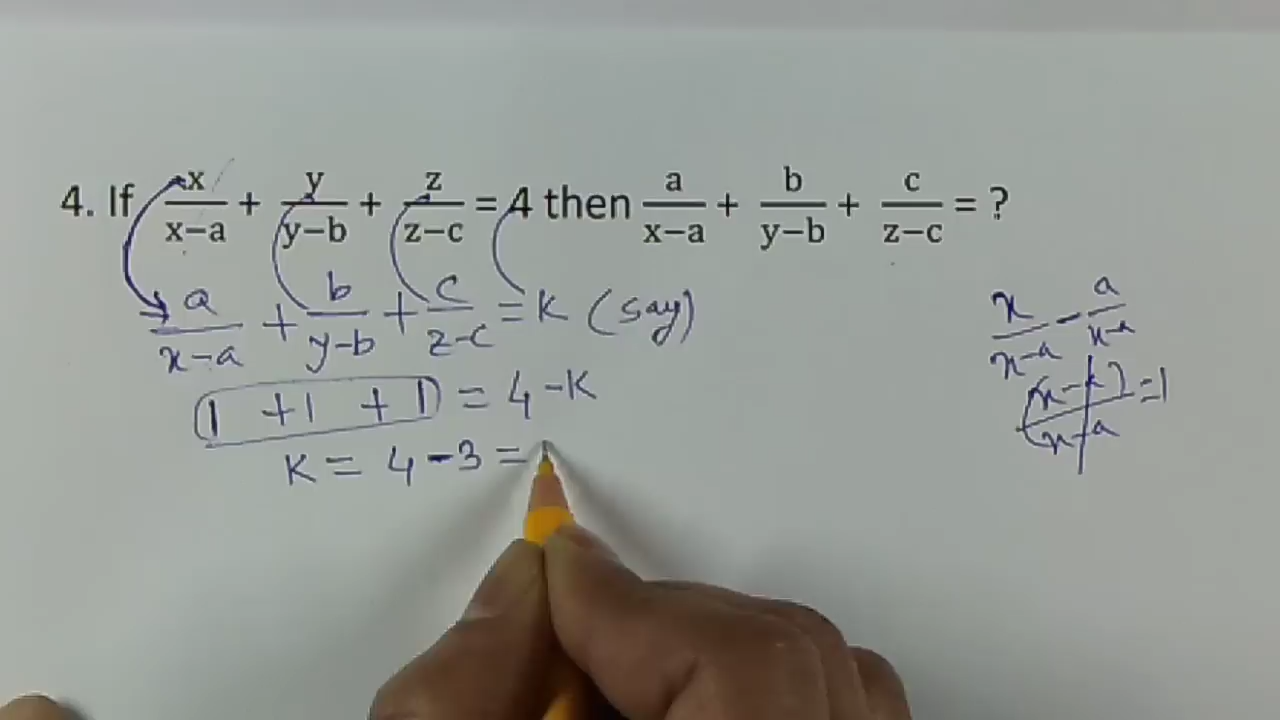 4. If x/(x−a) + y/(y−b) + z/(z−c) = 4 then a/(x−a) + b/(y−b) + c/(z−c) = ?
a/(x−a) + b/(y−b) + c/(z−c) = K (say)
1 + 1 + 1 = 4 − K
K = 4 − 3 =
x/(x−a) − a/(x−a)
(x−a)/(x−a) = 1